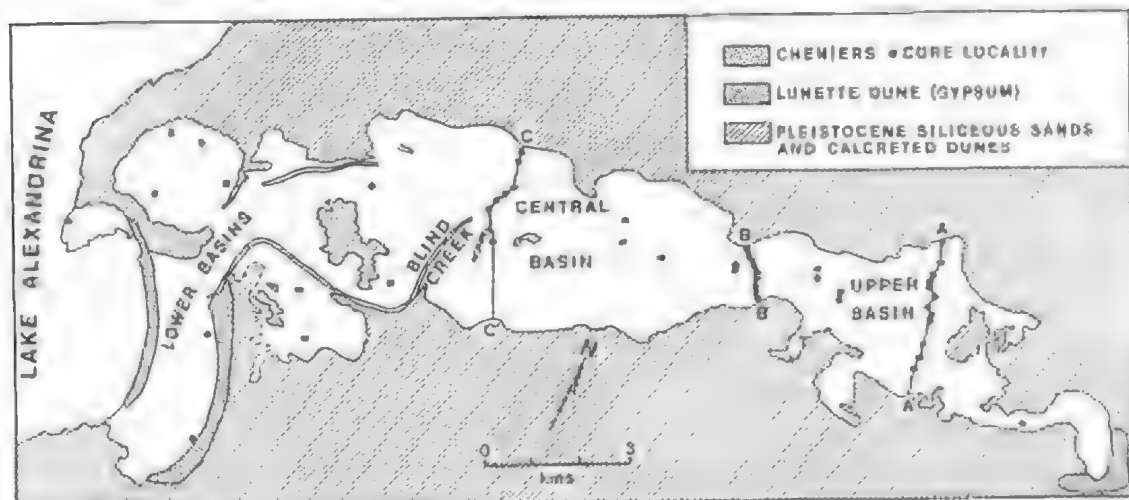 CHENIERS • CORE LOCALITY
LUNETTE DUNE (GYPSUM)
PLEISTOCENE SILICEOUS SANDS
AND CALCRETED DUNES
LAKE ALEXANDRINA
LOWER BASINS
BLIND
CREEK
CENTRAL
BASIN
UPPER
BASIN
C
C'
B
B'
A
A'
N
0 3
kms